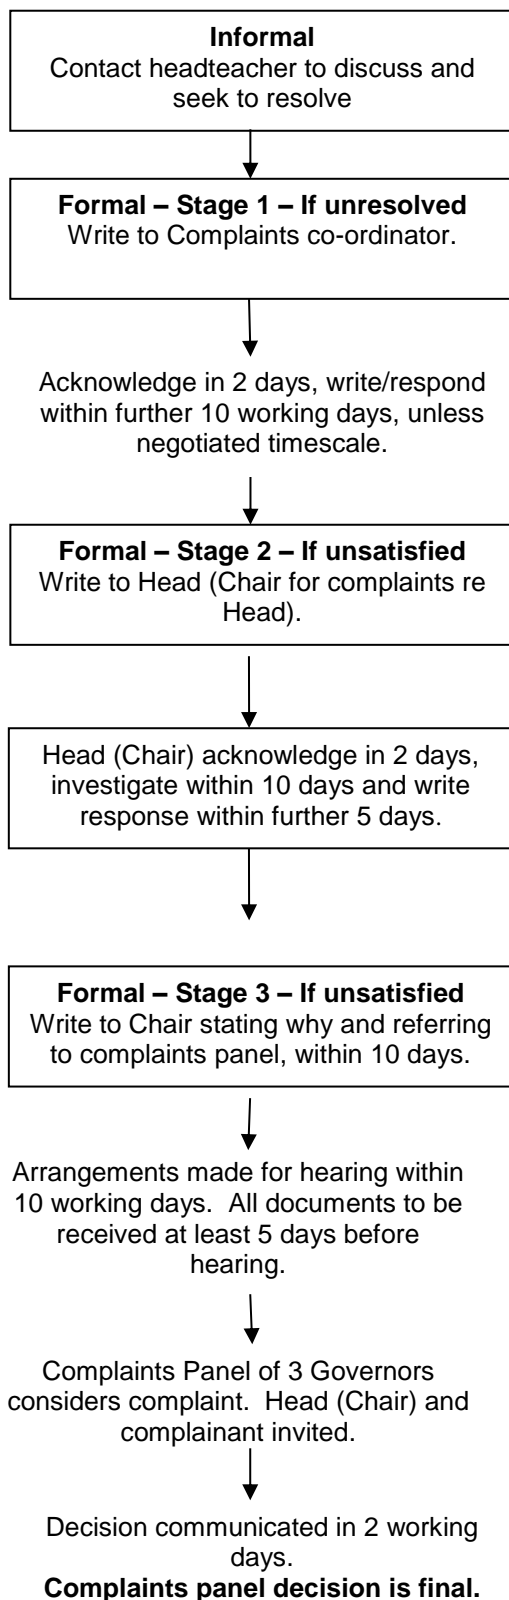 Informal
Contact headteacher to discuss and
seek to resolve
Formal – Stage 1 – If unresolved
Write to Complaints co-ordinator.
Acknowledge in 2 days, write/respond
within further 10 working days, unless
negotiated timescale.
Formal – Stage 2 – If unsatisfied
Write to Head (Chair for complaints re
Head).
Head (Chair) acknowledge in 2 days,
investigate within 10 days and write
response within further 5 days.
Formal – Stage 3 – If unsatisfied
Write to Chair stating why and referring
to complaints panel, within 10 days.
Arrangements made for hearing within
10 working days.  All documents to be
received at least 5 days before
hearing.
Complaints Panel of 3 Governors
considers complaint.  Head (Chair) and
complainant invited.
Decision communicated in 2 working
days.
Complaints panel decision is final.